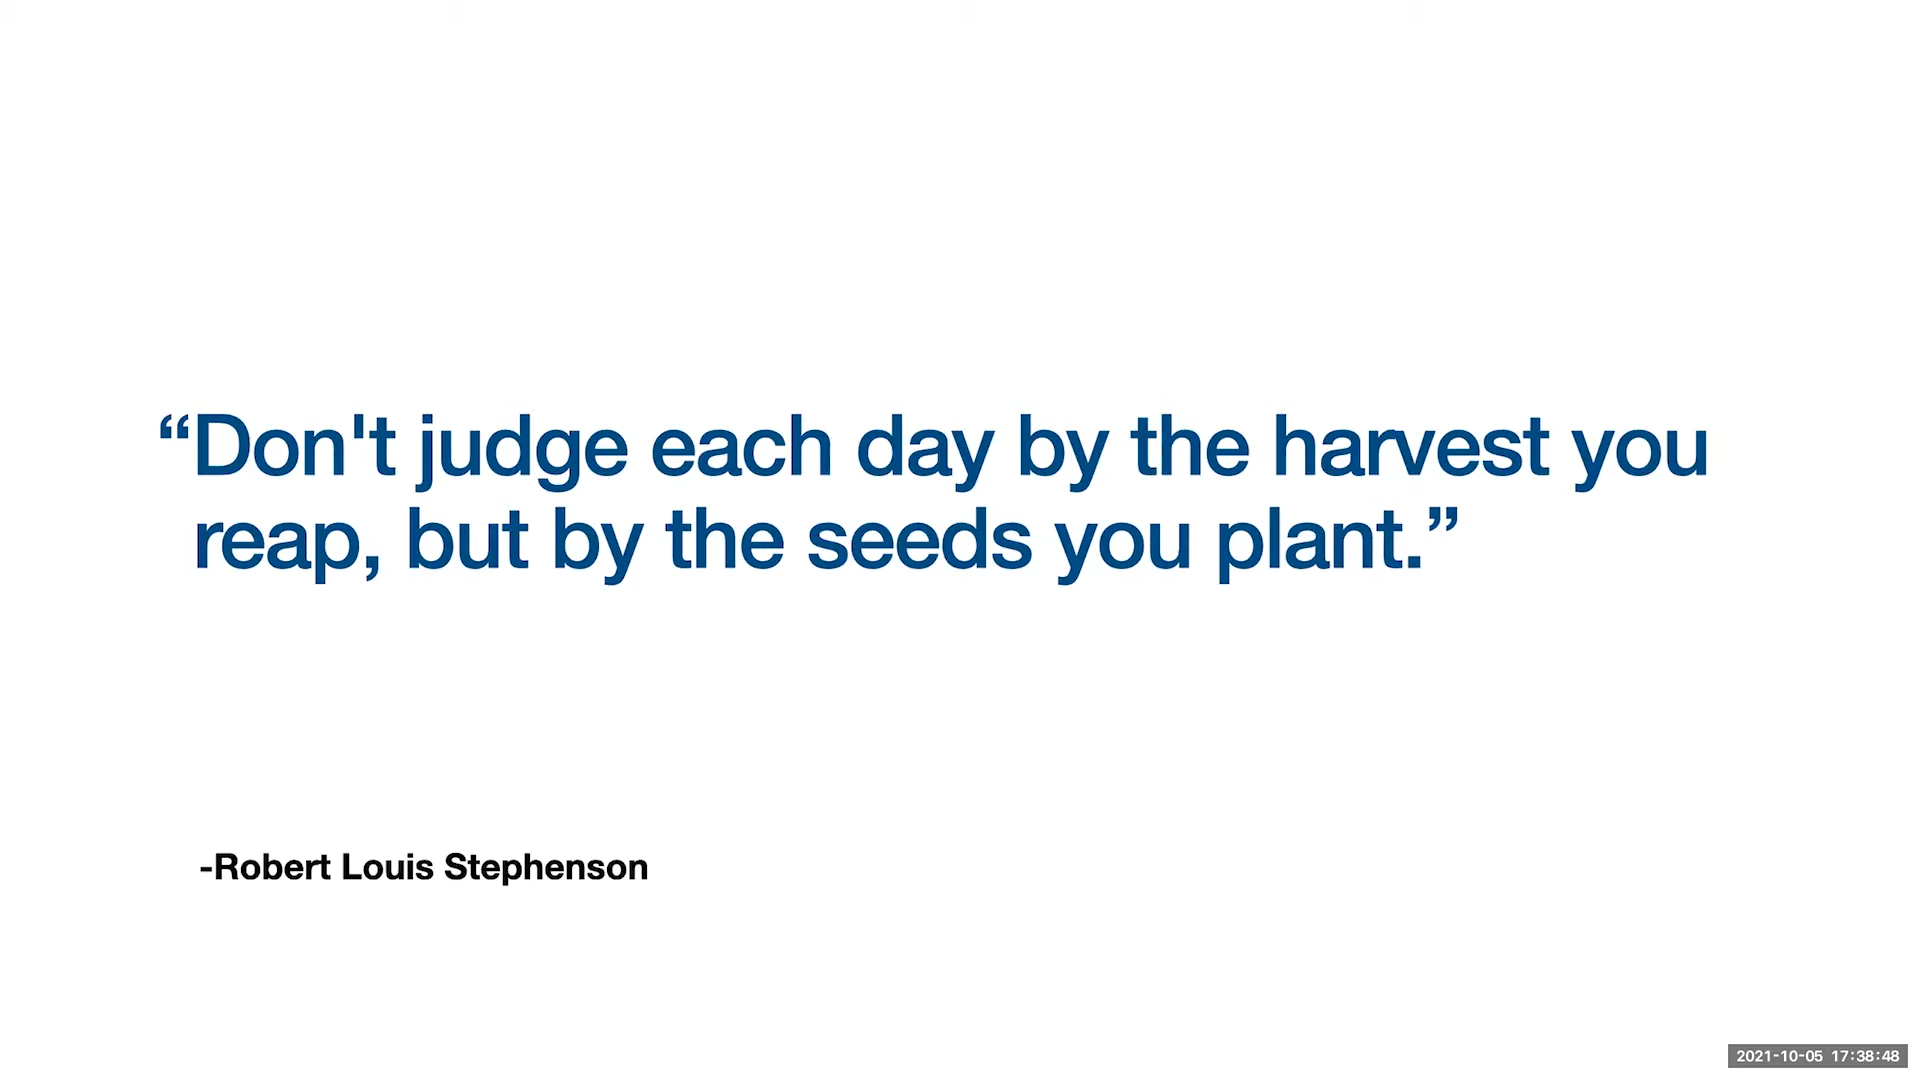 “Don't judge each day by the harvest you
reap, but by the seeds you plant.”
-Robert Louis Stephenson
2021-10-05 17:38:48